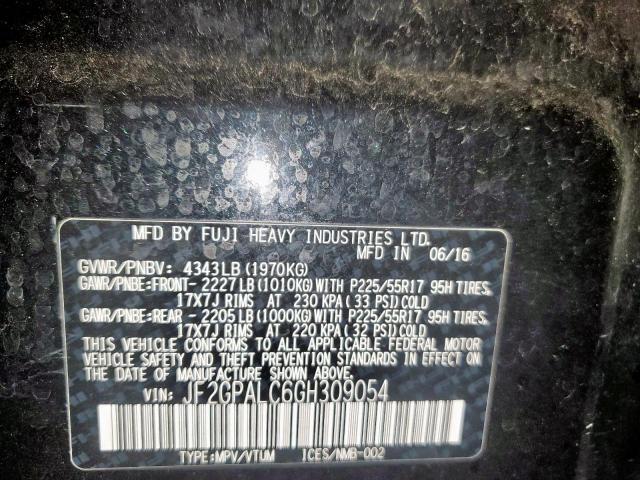 MFD BY FUJI HEAVY INDUSTRIES LTD.
MFD IN 06/16
GVWR/PNBV: 4343LB(1970KG)
GAWR/PNBE:FRONT-2227LB(1010KG)WITH P225/55R17 95H TIRES,
17X7J RIMS AT 230 KPA(33 PSI)COLD
GAWR/PNBE:REAR -2205LB(1000KG)WITH P225/55R17 95H TIRES,
17X7J RIMS AT 220 KPA(32 PSI)COLD
THIS VEHICLE CONFORMS TO ALL APPLICABLE FEDERAL MOTOR
VEHICLE SAFETY AND THEFT PREVENTION STANDARDS IN EFFECT ON
THE DATE OF MANUFACTURE SHOWN ABOVE.
VIN: JF2GPALC6GH309054
TYPE:MPV/VTUM ICES/NMB-002